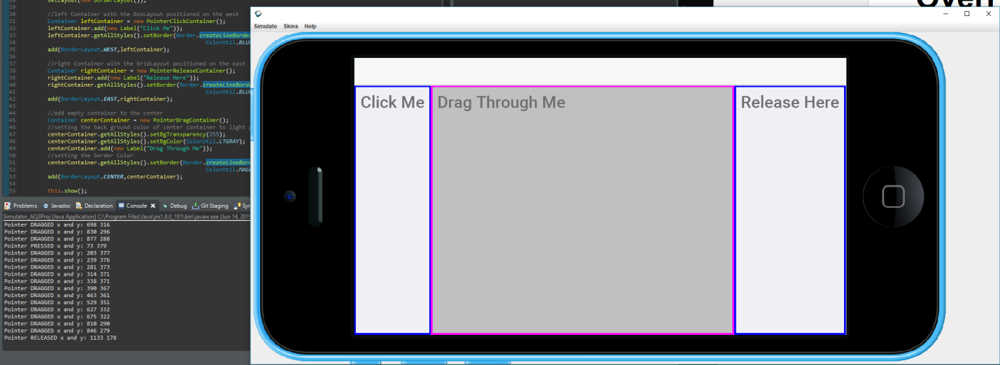 28 setLayout(new BorderLayout());
29
30 //left Container with the BoxLayout positioned on the west
31 Container leftContainer = new PointerClickContainer();
32 leftContainer.add(new Label("Click Me"));
33 leftContainer.getAllStyles().setBorder(Border.createLineBorder
34 ColorUtil.BLUE
35 add(BorderLayout.WEST,leftContainer);
36
37 //right Container with the GridLayout positioned on the east
38 Container rightContainer = new PointerReleaseContainer();
39 rightContainer.add(new Label("Release Here"));
40 rightContainer.getAllStyles().setBorder(Border.createLineBorder
41 ColorUtil.BLU
42 add(BorderLayout.EAST,rightContainer);
43
44 //add empty container to the center
45 Container centerContainer = new PointerDragContainer();
46 //setting the back ground color of center container to light
47 centerContainer.getAllStyles().setBgTransparency(255);
48 centerContainer.getAllStyles().setBgColor(ColorUtil.LTGRAY);
49 centerContainer.add(new Label("Drag Through Me"));
50 //setting the border Color
51 centerContainer.getAllStyles().setBorder(Border.createLineBor
52 ColorUtil.MAG
53 add(BorderLayout.CENTER,centerContainer);
54
55 this.show();
Problems Javadoc Declaration Console Debug Git Staging Syn
Simulator_AQ3Proj [Java Application] C:\Program Files\Java\jre1.8.0_181\bin\javaw.exe (Jun 14, 2019
Pointer DRAGGED x and y: 698 316
Pointer DRAGGED x and y: 830 296
Pointer DRAGGED x and y: 877 288
Pointer PRESSED x and y: 73 379
Pointer DRAGGED x and y: 203 377
Pointer DRAGGED x and y: 239 376
Pointer DRAGGED x and y: 281 373
Pointer DRAGGED x and y: 314 371
Pointer DRAGGED x and y: 338 371
Pointer DRAGGED x and y: 390 367
Pointer DRAGGED x and y: 463 361
Pointer DRAGGED x and y: 529 351
Pointer DRAGGED x and y: 627 332
Pointer DRAGGED x and y: 675 322
Pointer DRAGGED x and y: 810 290
Pointer DRAGGED x and y: 846 279
Pointer RELEASED x and y: 1133 178
Simulate Skins Help
Click Me
Drag Through Me
Release Here